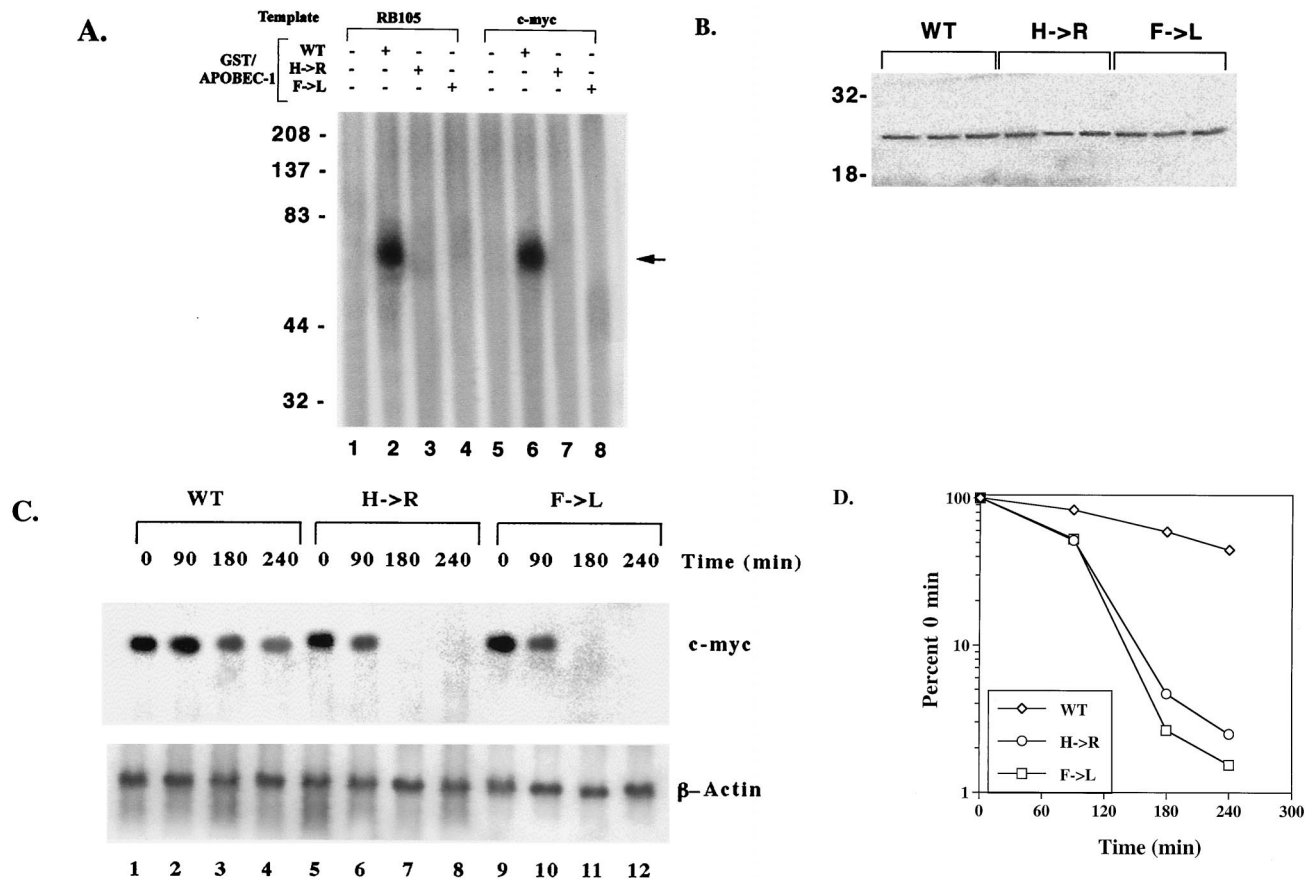 A.
Template RB105 c-myc
GST/
APOBEC-1
WT - + - - - + - -
H->R - - + - - - + -
F->L - - - + - - - +
208 -
137 -
83 -
44 -
32 -
1 2 3 4 5 6 7 8
B.
WT H->R F->L
32-
18-
C.
WT H->R F->L
0 90 180 240 0 90 180 240 0 90 180 240 Time (min)
c-myc
β-Actin
1 2 3 4 5 6 7 8 9 10 11 12
D.
Percent 0 min
100
10
1
WT
H->R
F->L
0 60 120 180 240 300
Time (min)